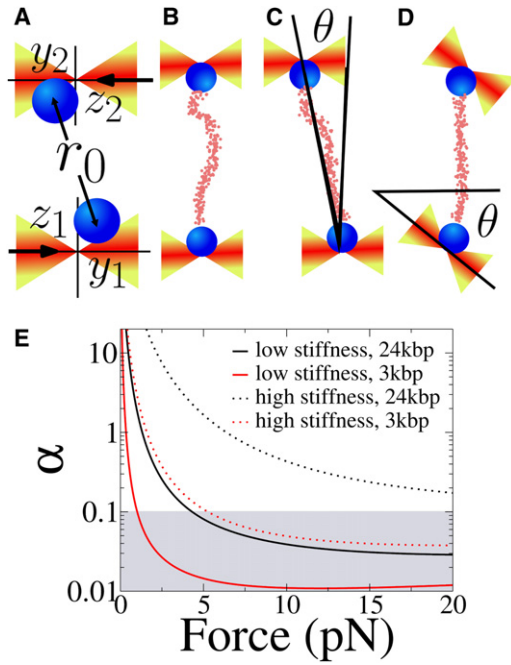 A B C D
y₂ z₂
r₀
z₁ y₁
θ
θ
E
low stiffness, 24kbp
low stiffness, 3kbp
high stiffness, 24kbp
high stiffness, 3kbp
10
1
0.1
0.01
α
0 5 10 15 20
Force (pN)